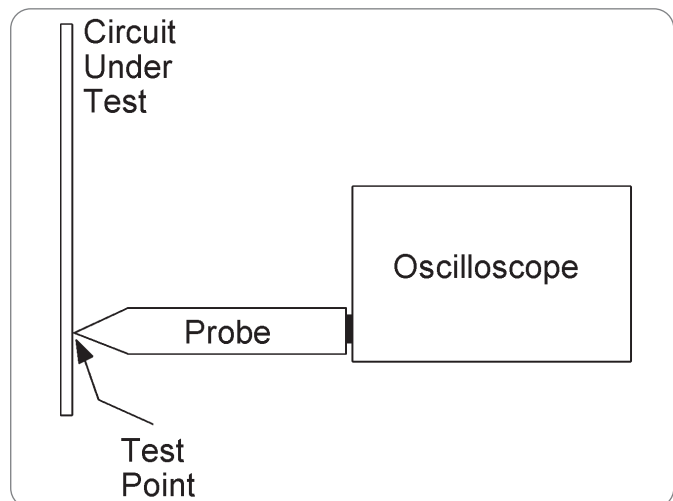 Circuit
Under
Test
Oscilloscope
Probe
Test
Point